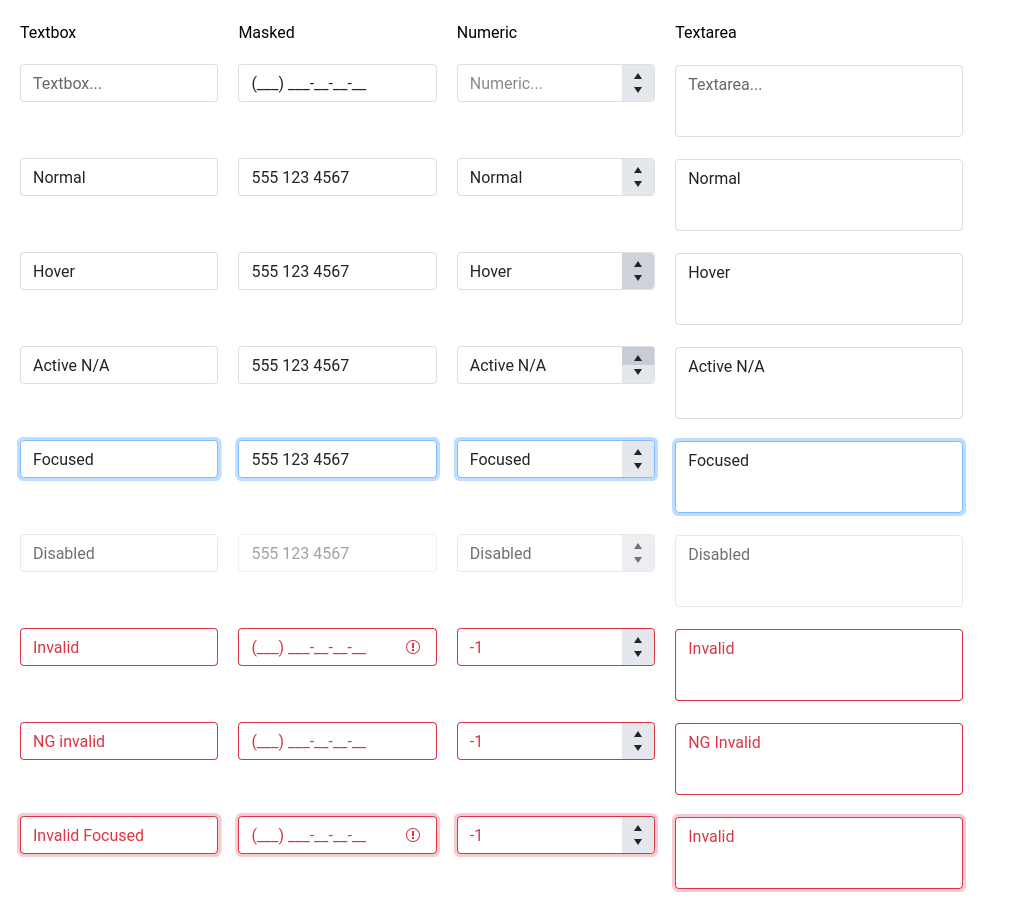 Textbox Masked Numeric Textarea
Textbox... (___) ___-__-__-__ Numeric... Textarea...
Normal 555 123 4567 Normal Normal
Hover 555 123 4567 Hover Hover
Active N/A 555 123 4567 Active N/A Active N/A
Focused 555 123 4567 Focused Focused
Disabled 555 123 4567 Disabled Disabled
Invalid (___) ___-__-__-__ -1 Invalid
NG invalid (___) ___-__-__-__ -1 NG Invalid
Invalid Focused (___) ___-__-__-__ -1 Invalid